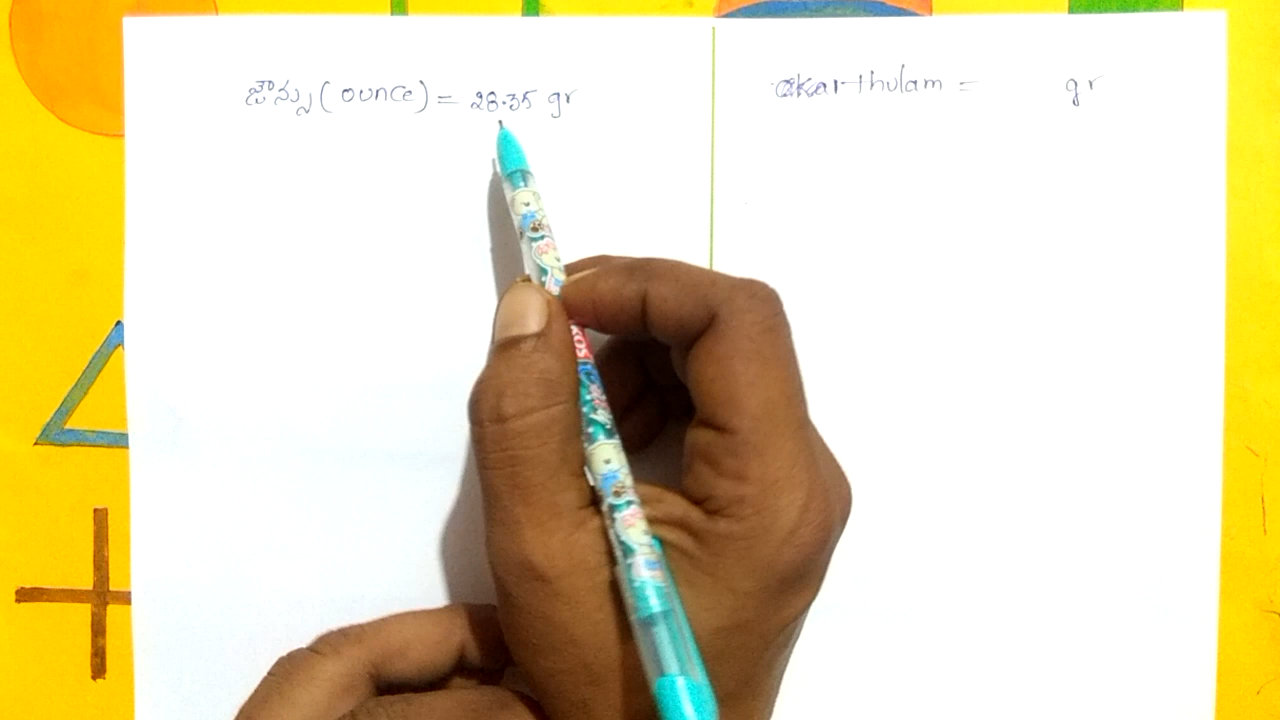 ఔన్సు ( ounce ) = 28.35 gr
thulam = gr